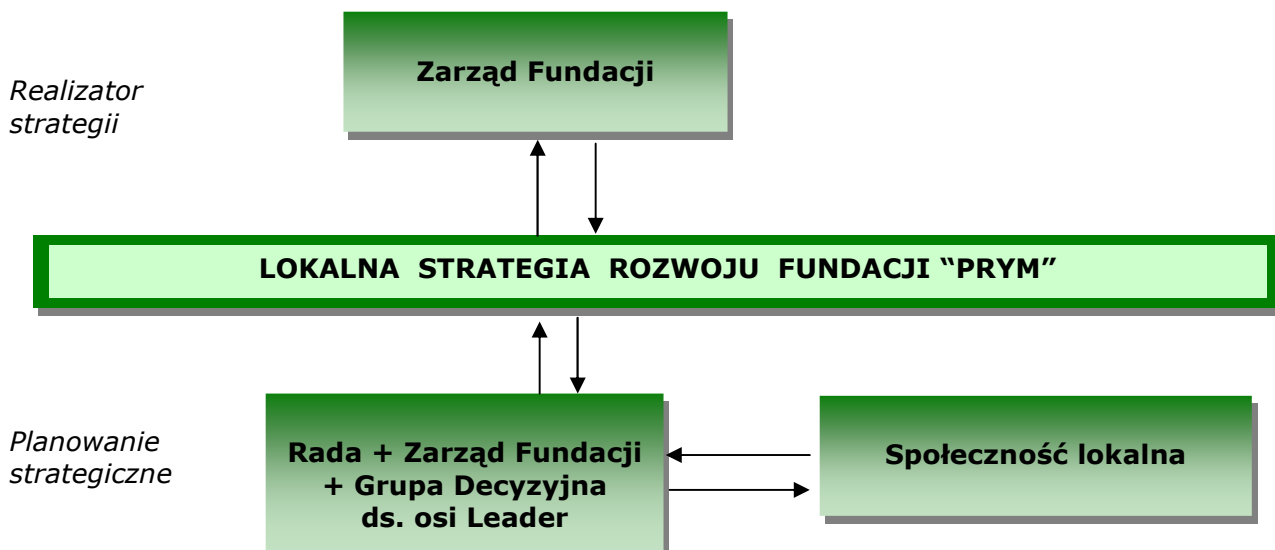 Realizator
strategii
Zarząd Fundacji
LOKALNA STRATEGIA ROZWOJU FUNDACJI “PRYM”
Planowanie
strategiczne
Rada + Zarząd Fundacji
+ Grupa Decyzyjna
ds. osi Leader
Społeczność lokalna